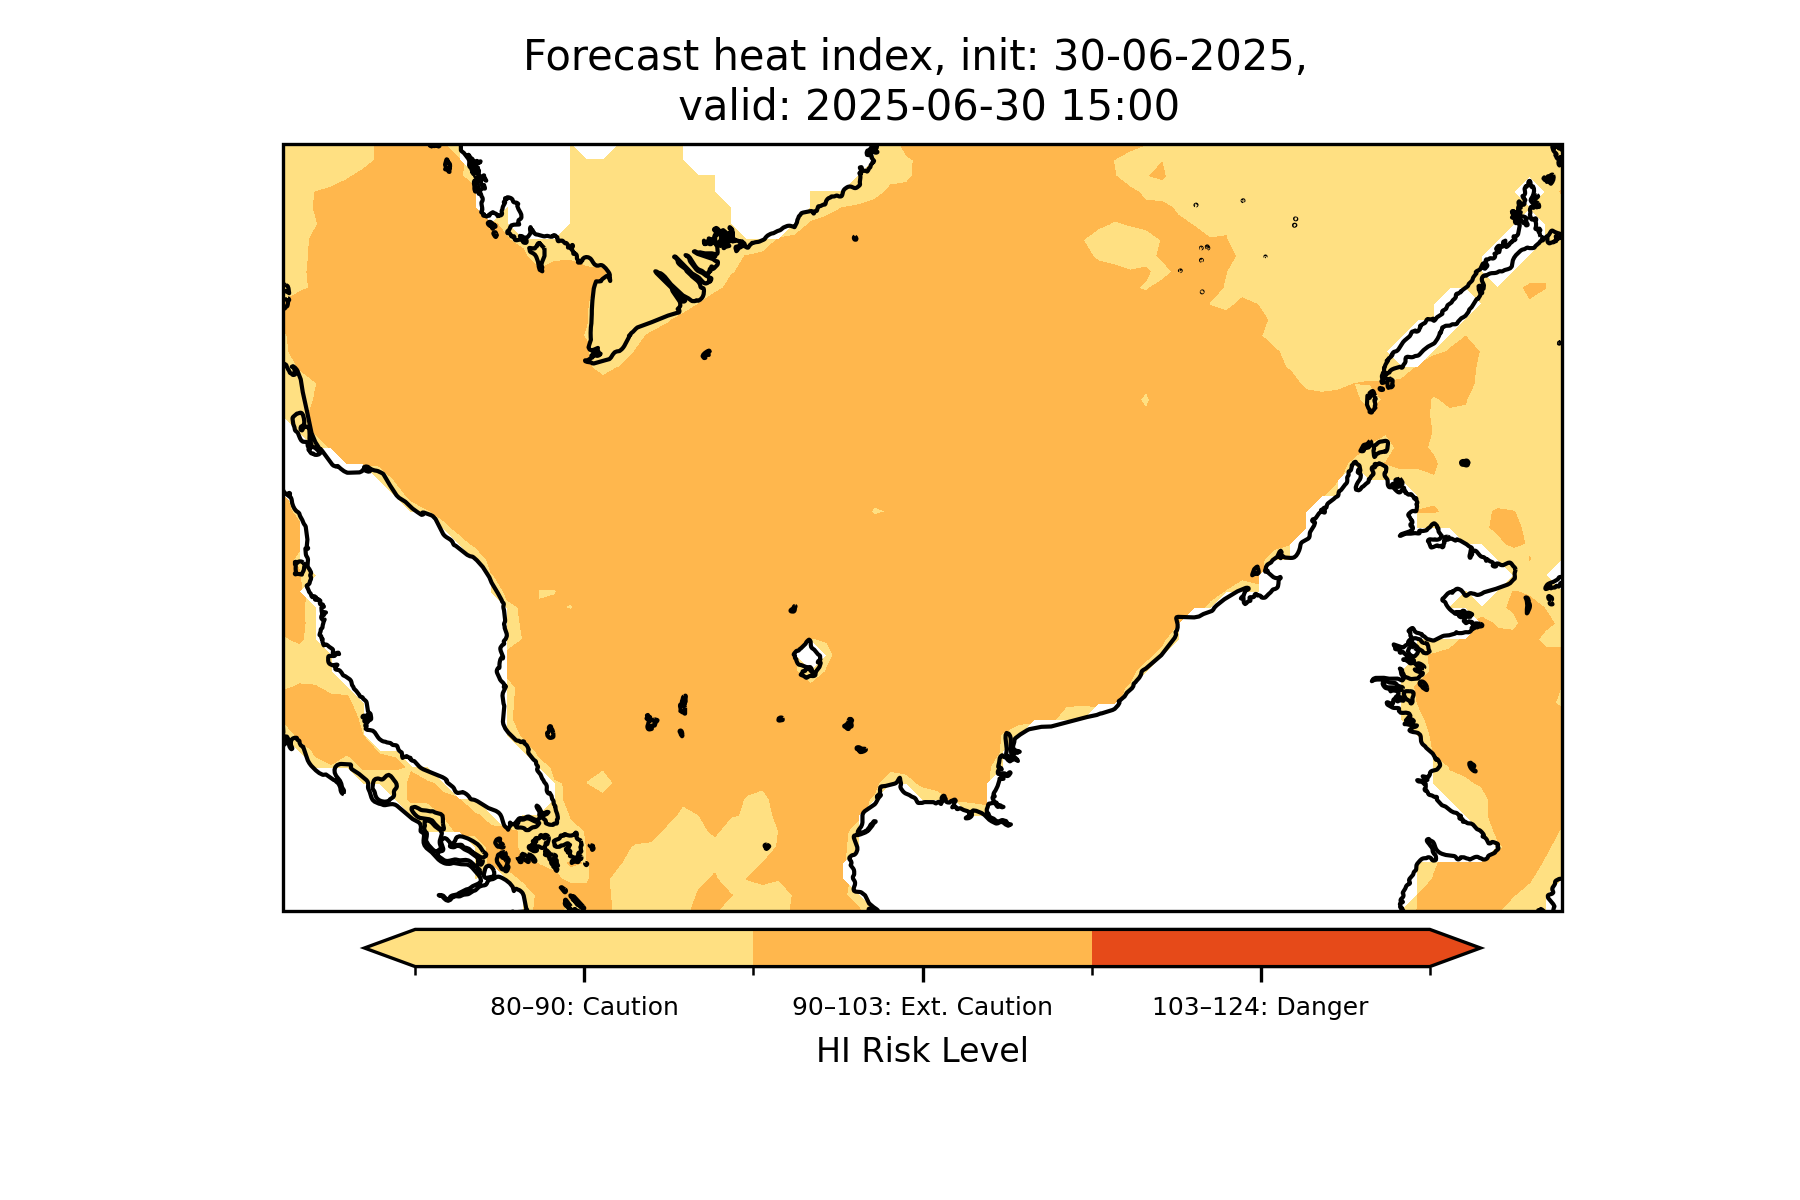 Forecast heat index, init: 30-06-2025,
valid: 2025-06-30 15:00
80–90: Caution
90–103: Ext. Caution
103–124: Danger
HI Risk Level